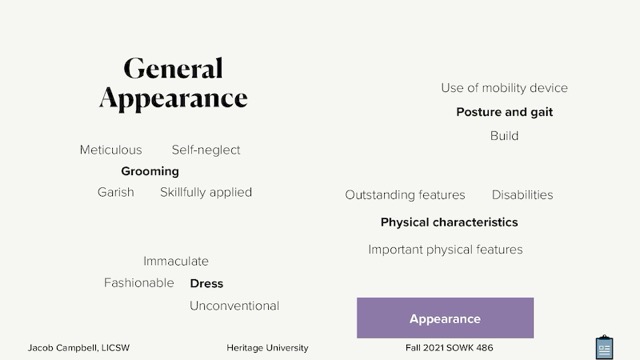 General
Appearance
Meticulous Self-neglect
Grooming
Garish Skillfully applied
Immaculate
Fashionable Dress
Unconventional
Use of mobility device
Posture and gait
Build
Outstanding features Disabilities
Physical characteristics
Important physical features
Appearance
Jacob Campbell, LICSW Heritage University Fall 2021 SOWK 486